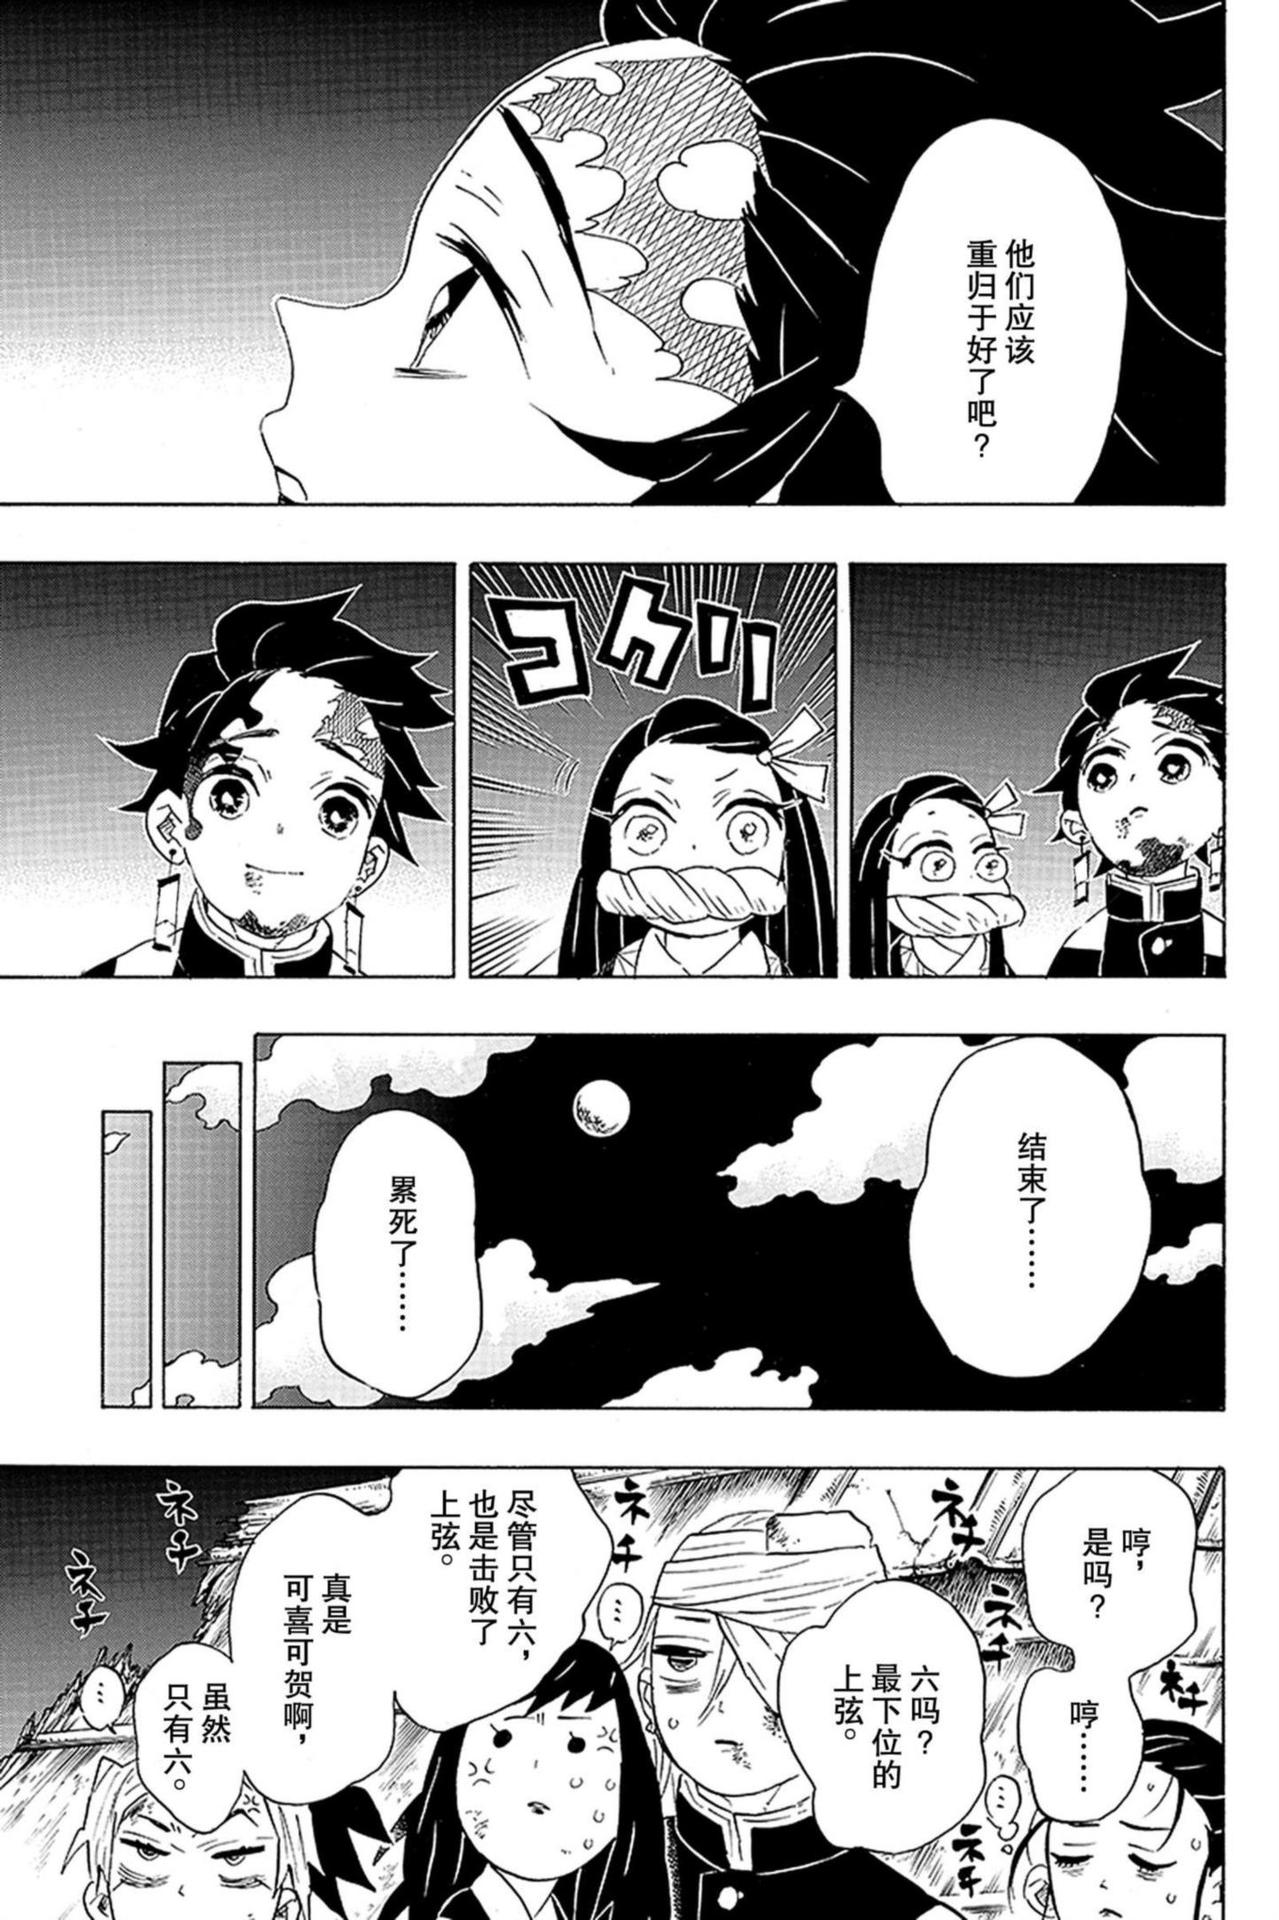 他们应该
重归于好了吧？
コクリ
结束了……
累死了……
哼，
是吗？
哼……
六吗？
最下位的
上弦。
尽管只有六，
也是击败了
上弦。
真是
可喜可贺啊，
虽然
只有六。
ネチ
ネチ
ネチ
ネチ
ネチ
ネチ
ネチ
…
…
…